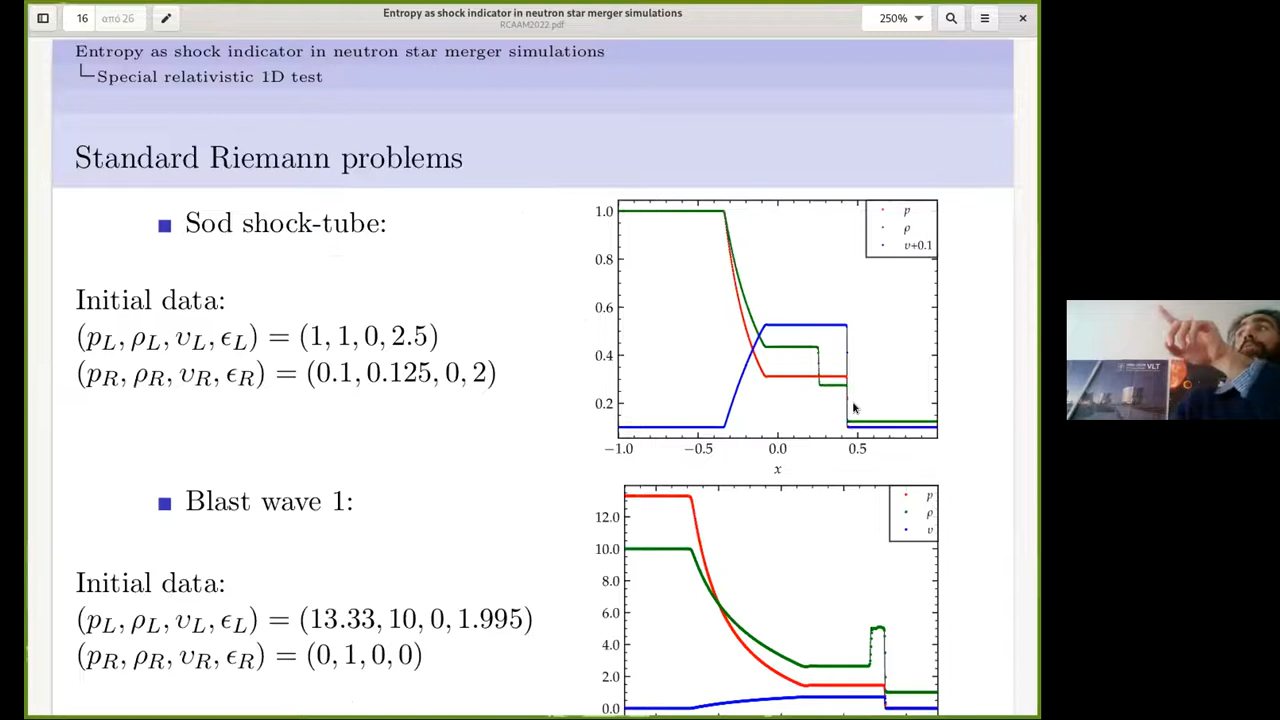 Entropy as shock indicator in neutron star merger simulations
RCAAM2022.pdf
16
από 26
250%
Entropy as shock indicator in neutron star merger simulations
Special relativistic 1D test
Standard Riemann problems
Sod shock-tube:
Initial data:
(p_L, ρ_L, υ_L, ϵ_L) = (1, 1, 0, 2.5)
(p_R, ρ_R, υ_R, ϵ_R) = (0.1, 0.125, 0, 2)
1.0
0.8
0.6
0.4
0.2
−1.0 −0.5 0.0 0.5
x
p
ρ
υ+0.1
Blast wave 1:
Initial data:
(p_L, ρ_L, υ_L, ϵ_L) = (13.33, 10, 0, 1.995)
(p_R, ρ_R, υ_R, ϵ_R) = (0, 1, 0, 0)
12.0
10.0
8.0
6.0
4.0
2.0
0.0
p
ρ
υ
VLT